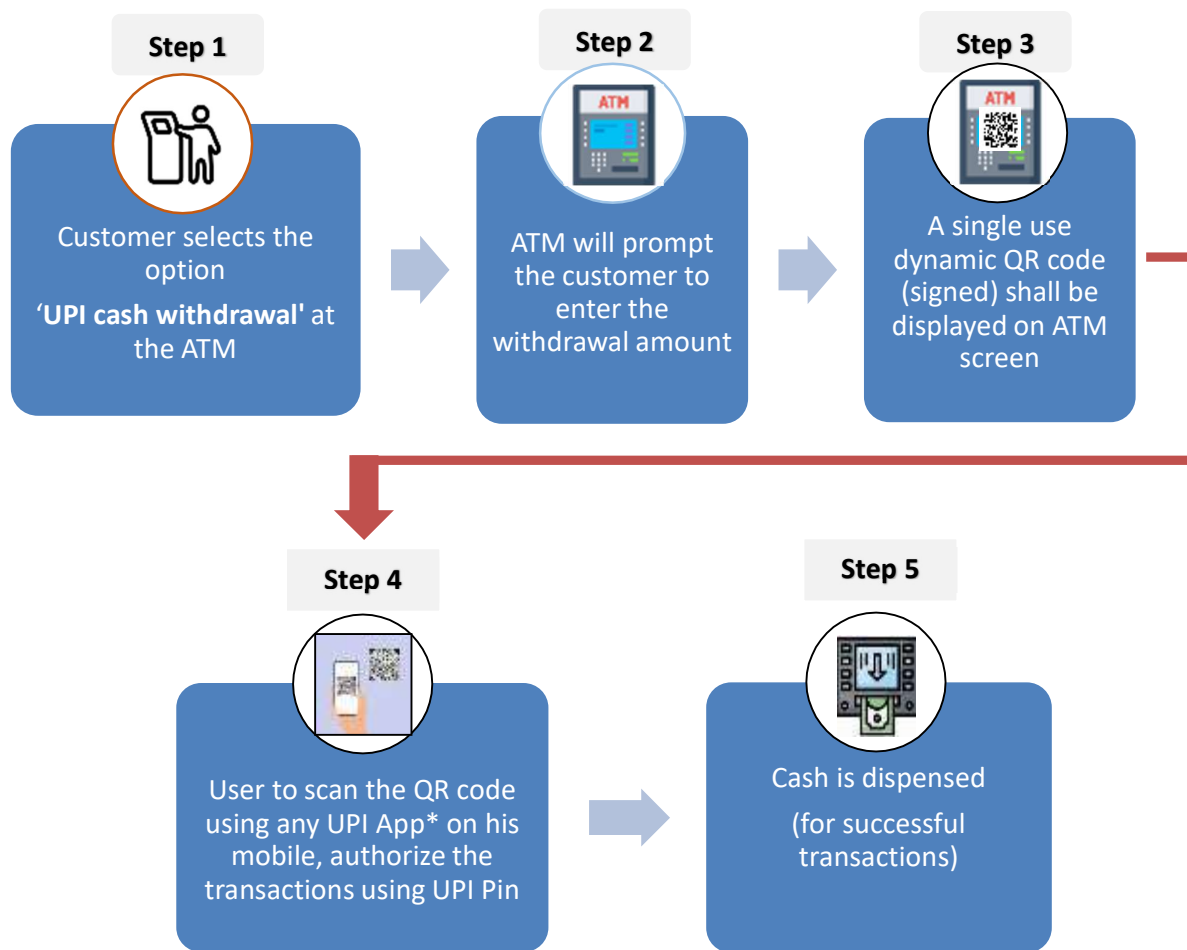 Step 1
Customer selects the
option
‘UPI cash withdrawal' at
the ATM
Step 2
ATM
ATM will prompt
the customer to
enter the
withdrawal amount
Step 3
ATM
A single use
dynamic QR code
(signed) shall be
displayed on ATM
screen
Step 4
User to scan the QR code
using any UPI App* on his
mobile, authorize the
transactions using UPI Pin
Step 5
Cash is dispensed
(for successful
transactions)